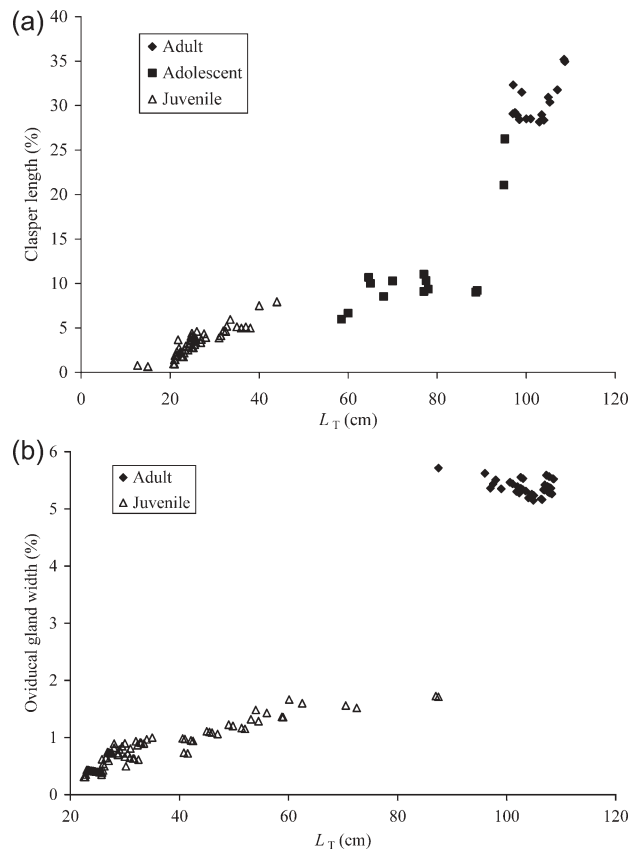 (a)
40
35
30
25
20
15
10
5
0
Clasper length (%)
Adult
Adolescent
Juvenile
0 20 40 60 80 100 120
L T (cm)
(b)
6
5
4
3
2
1
0
Oviducal gland width (%)
Adult
Juvenile
20 40 60 80 100 120
L T (cm)